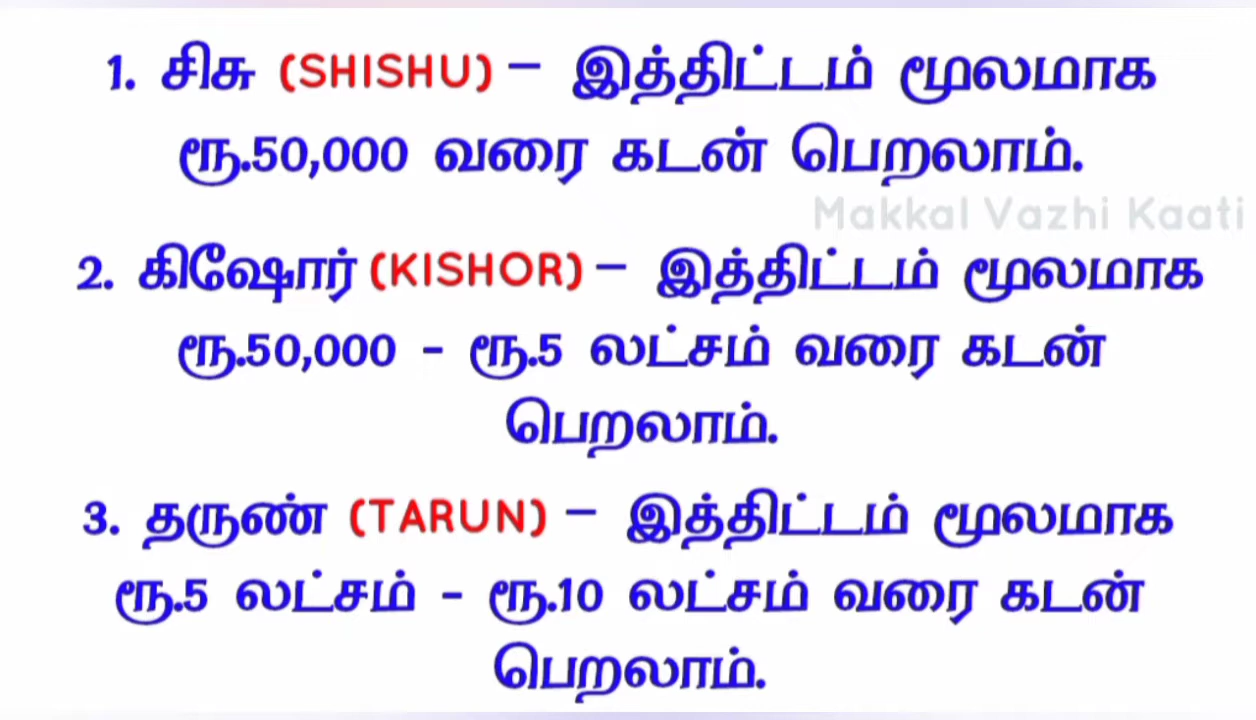 1. சிசு (SHISHU) – இத்திட்டம் மூலமாக
ரூ.50,000 வரை கடன் பெறலாம்.
Makkal Vazhi Kaati
2. கிஷோர் (KISHOR) – இத்திட்டம் மூலமாக
ரூ.50,000 - ரூ.5 லட்சம் வரை கடன்
பெறலாம்.
3. தருண் (TARUN) – இத்திட்டம் மூலமாக
ரூ.5 லட்சம் - ரூ.10 லட்சம் வரை கடன்
பெறலாம்.